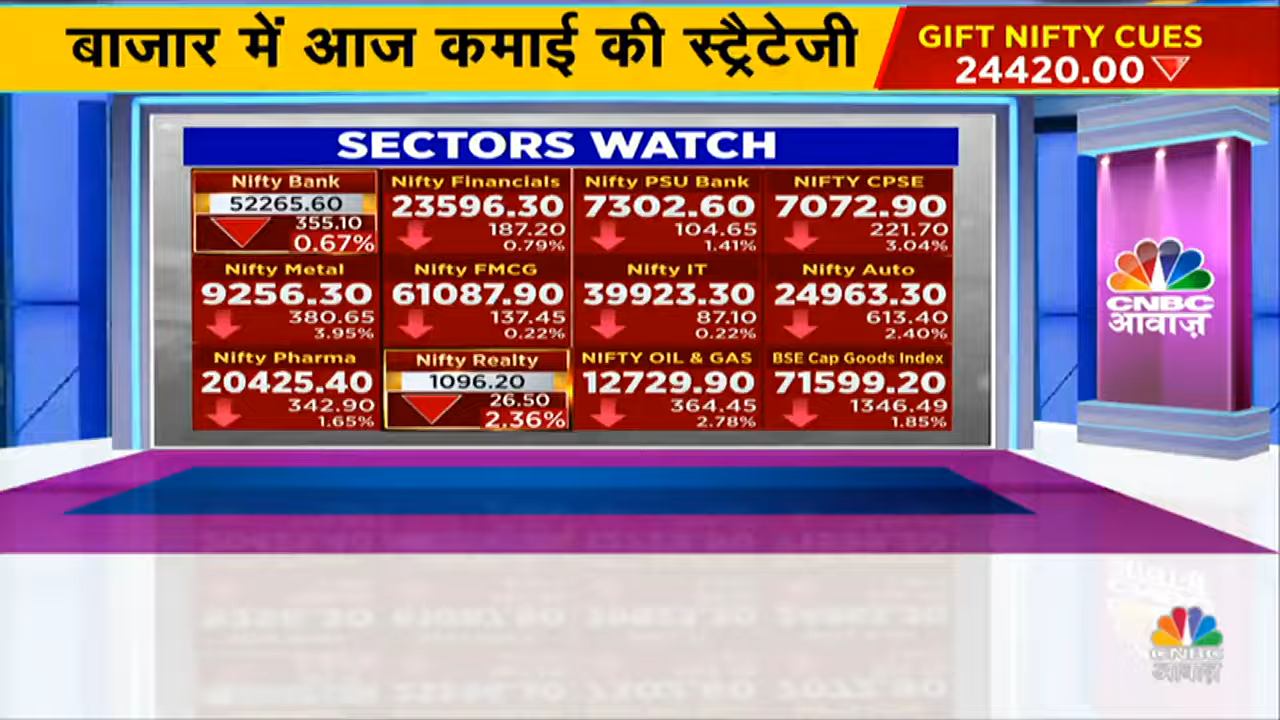 बाजार में आज कमाई की स्ट्रैटेजी
GIFT NIFTY CUES
24420.00
SECTORS WATCH
Nifty Bank
52265.60
355.10
0.67%
Nifty Financials
23596.30
187.20
0.79%
Nifty PSU Bank
7302.60
104.65
1.41%
NIFTY CPSE
7072.90
221.70
3.04%
Nifty Metal
9256.30
380.65
3.95%
Nifty FMCG
61087.90
137.45
0.22%
Nifty IT
39923.30
87.10
0.22%
Nifty Auto
24963.30
613.40
2.40%
Nifty Pharma
20425.40
342.90
1.65%
Nifty Realty
1096.20
26.50
2.36%
NIFTY OIL & GAS
12729.90
364.45
2.78%
BSE Cap Goods Index
71599.20
1346.49
1.85%
CNBC
आवाज़
CNBC
आवाज़